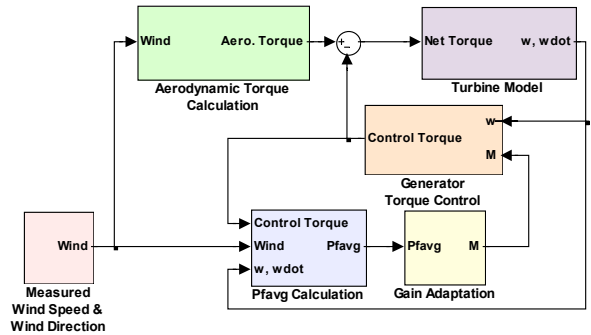 Wind Aero. Torque
Aerodynamic Torque
Calculation
+
−
Net Torque w, wdot
Turbine Model
Control Torque w
M
Generator
Torque Control
Wind
Measured
Wind Speed &
Wind Direction
Control Torque
Wind Pfavg
w, wdot
Pfavg Calculation
Pfavg M
Gain Adaptation